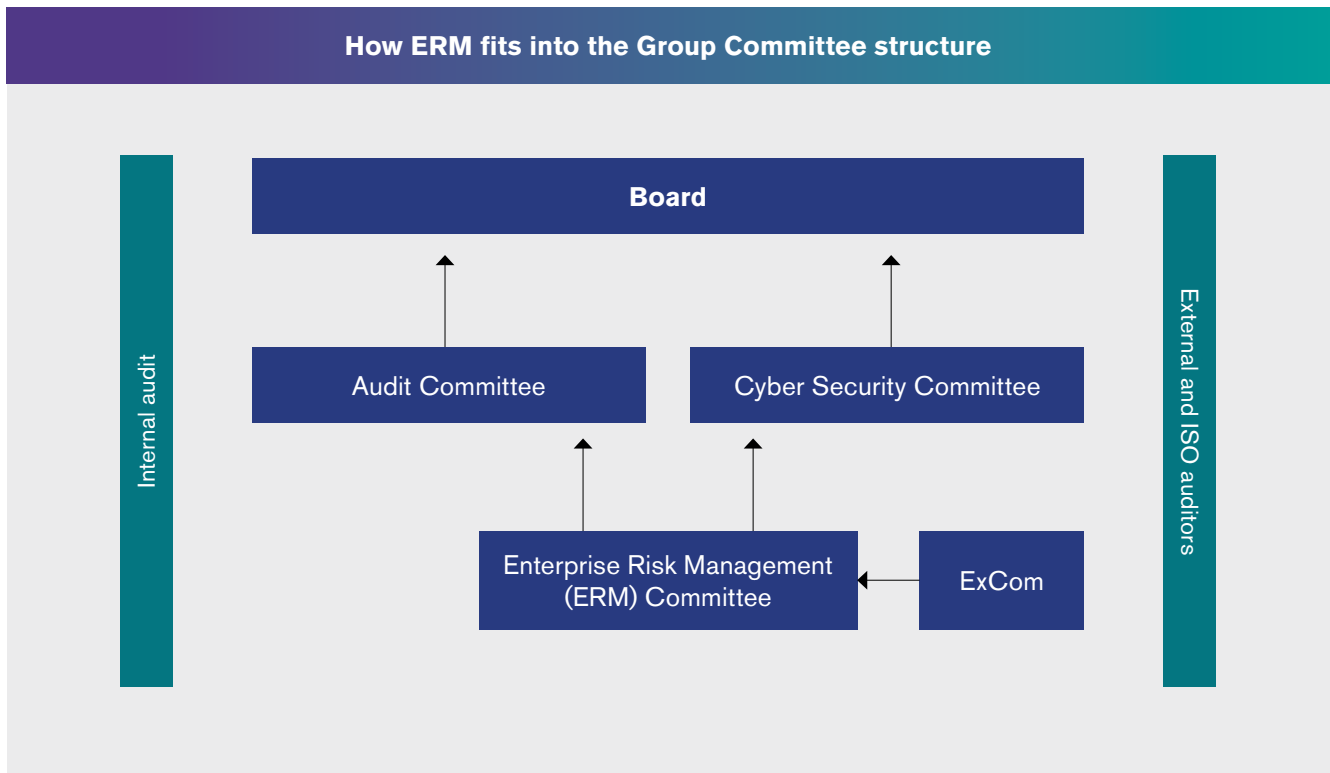 How ERM fits into the Group Committee structure
Board
Internal audit
External and ISO auditors
Audit Committee
Cyber Security Committee
Enterprise Risk Management
(ERM) Committee
ExCom